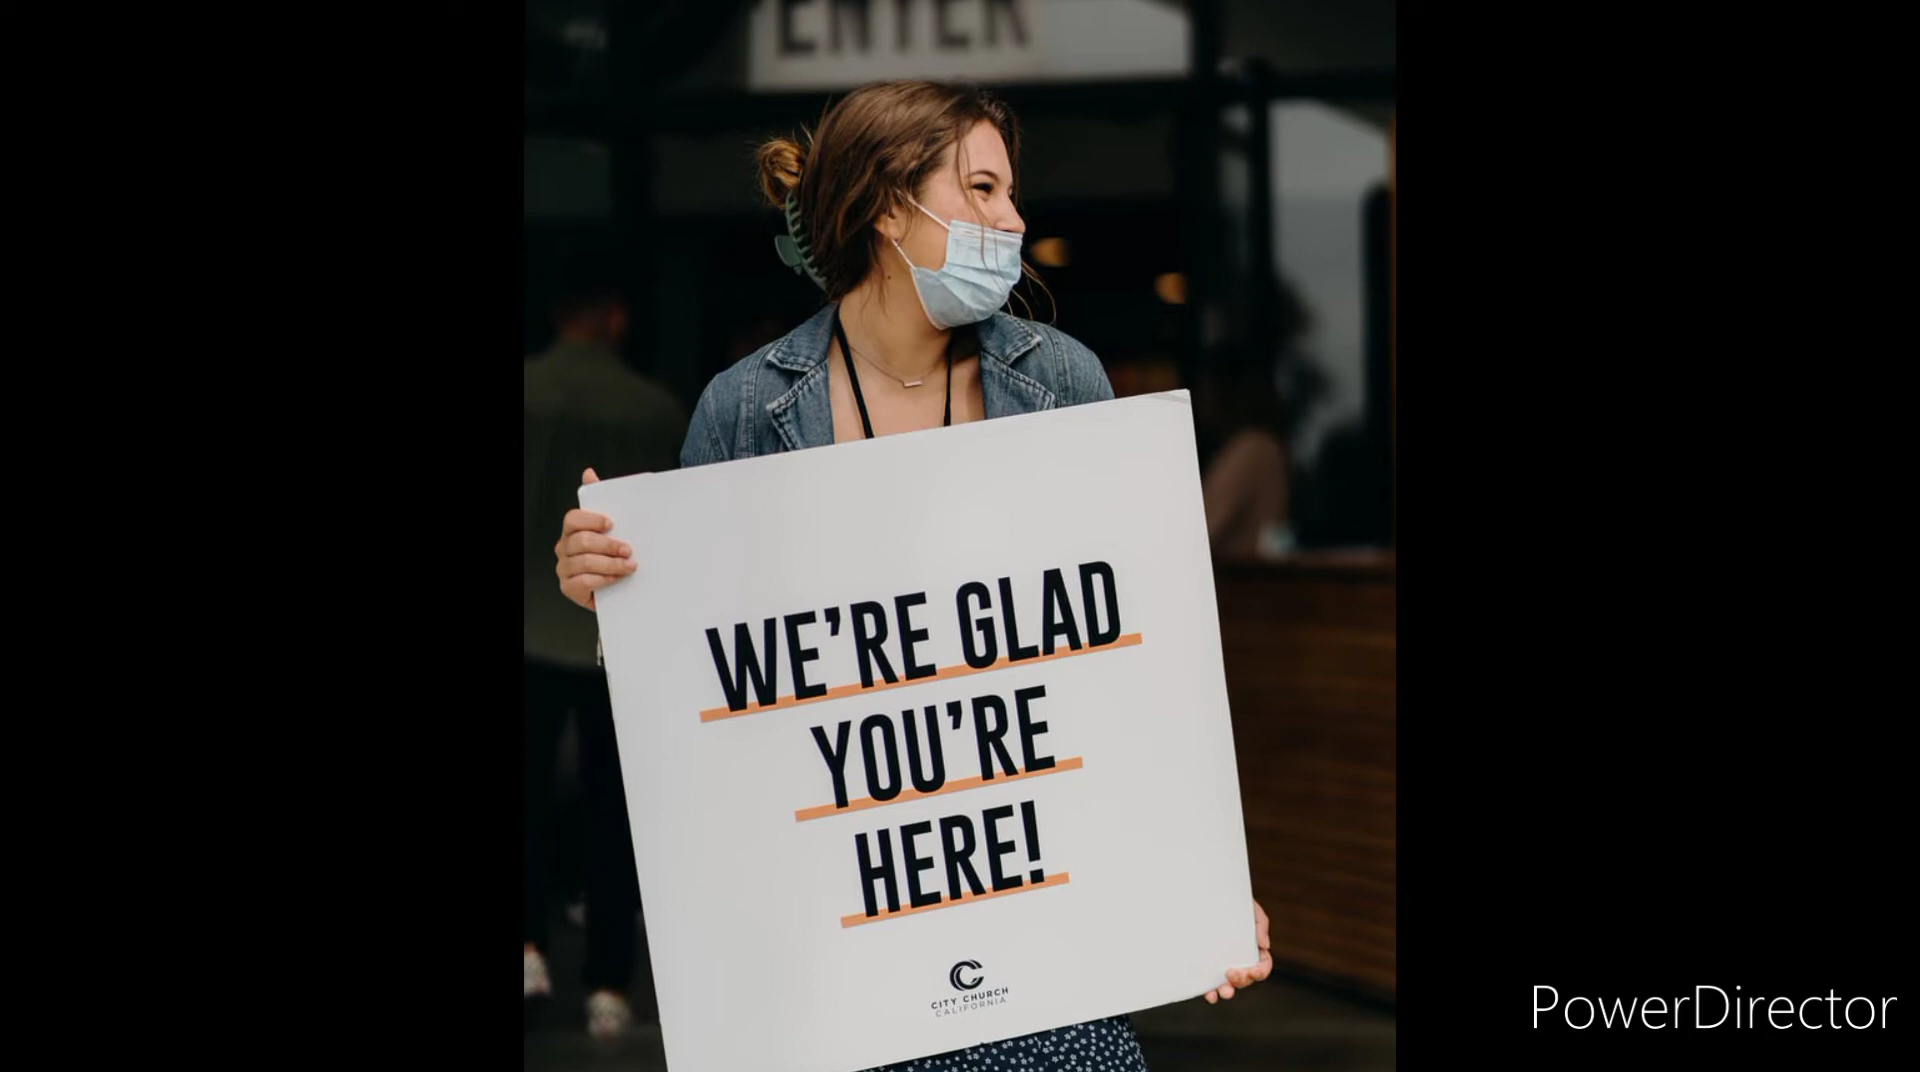 ENTER
WE'RE GLAD
YOU'RE
HERE!
CITY CHURCH
CALIFORNIA
PowerDirector